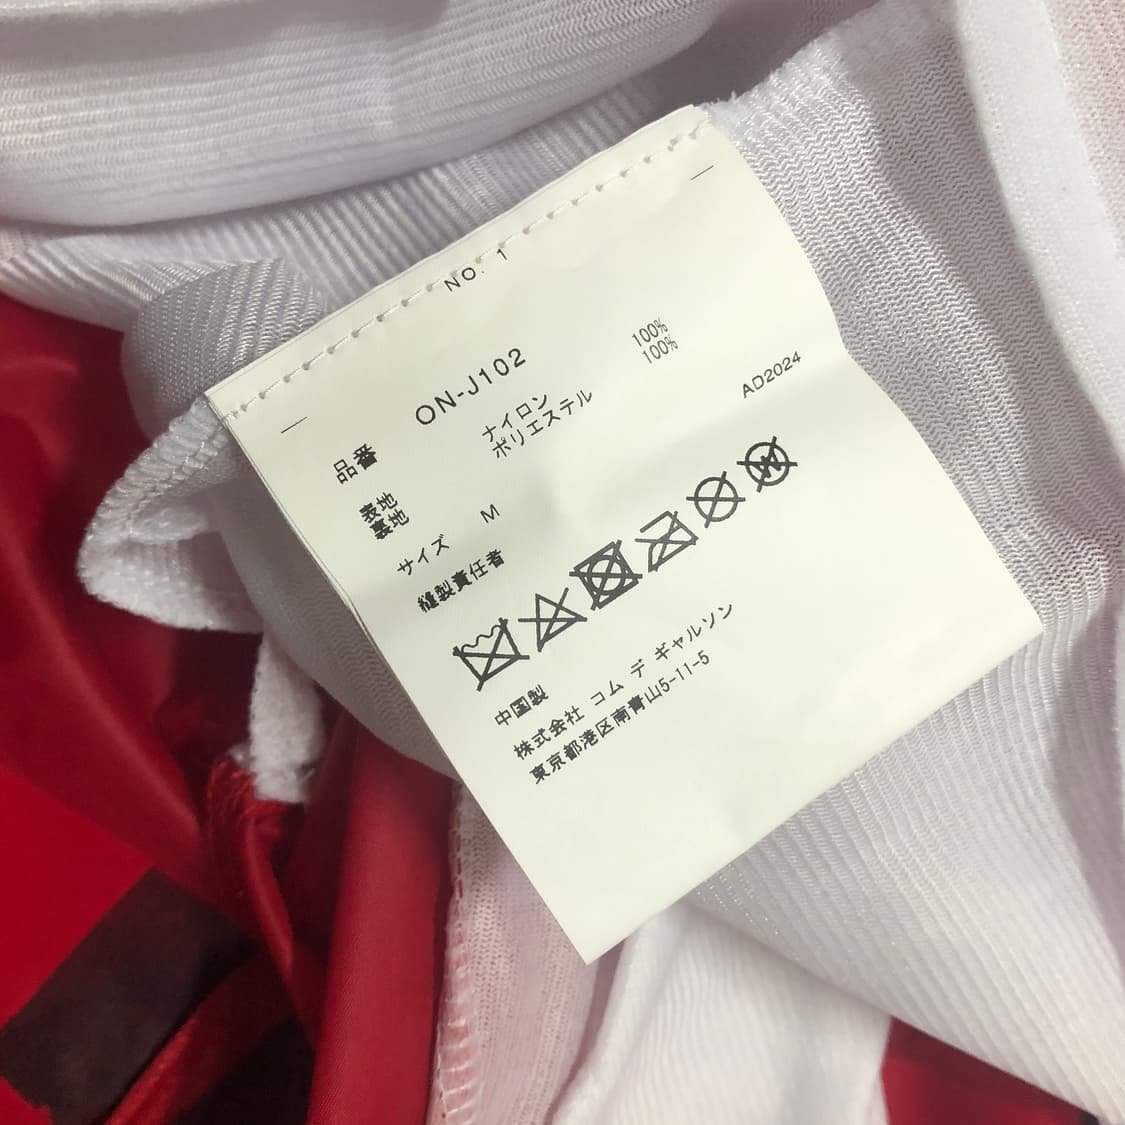 NO. 1
品番 ON-J102
表地 ナイロン 100%
裏地 ポリエステル 100%
サイズ M AD2024
縫製責任者
中国製
株式会社 コム デ ギャルソン
東京都港区南青山5-11-5